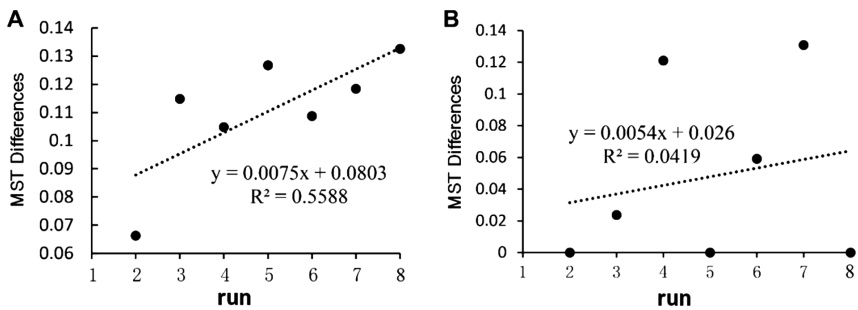 A
0.14
0.13
0.12
0.11
0.1
0.09
0.08
0.07
0.06
MST Differences
y = 0.0075x + 0.0803
R² = 0.5588
1 2 3 4 5 6 7 8
run
B
0.14
0.12
0.1
0.08
0.06
0.04
0.02
0
MST Differences
y = 0.0054x + 0.026
R² = 0.0419
1 2 3 4 5 6 7 8
run